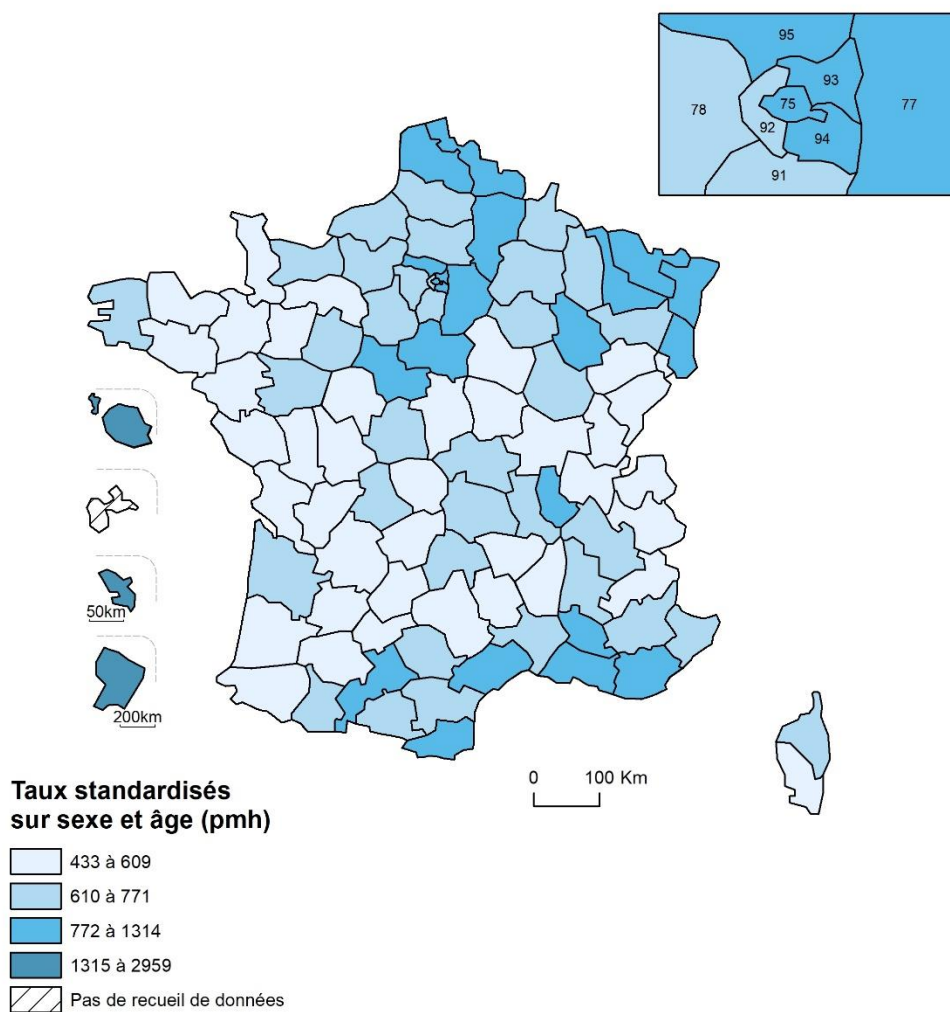 95
93
78
75
77
92
94
91
50km
200km
0 100 Km
Taux standardisés
sur sexe et âge (pmh)
433 à 609
610 à 771
772 à 1314
1315 à 2959
Pas de recueil de données